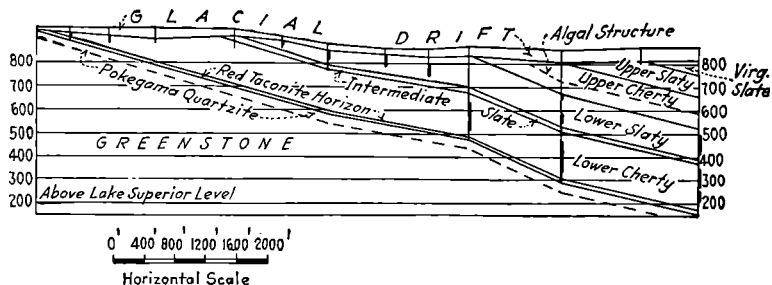 GLACIAL DRIFT
Algal Structure
800
700
600
500
400
300
200
Pokegama Quartzite
Red Taconite Horizon
Intermediate
Slate
Upper Slaty
Upper Cherty
Lower Slaty
Lower Cherty
800 Virg. Slate
700
600
500
400
300
200
GREENSTONE
Above Lake Superior Level
0' 400 800 1200 1600 2000'
Horizontal Scale